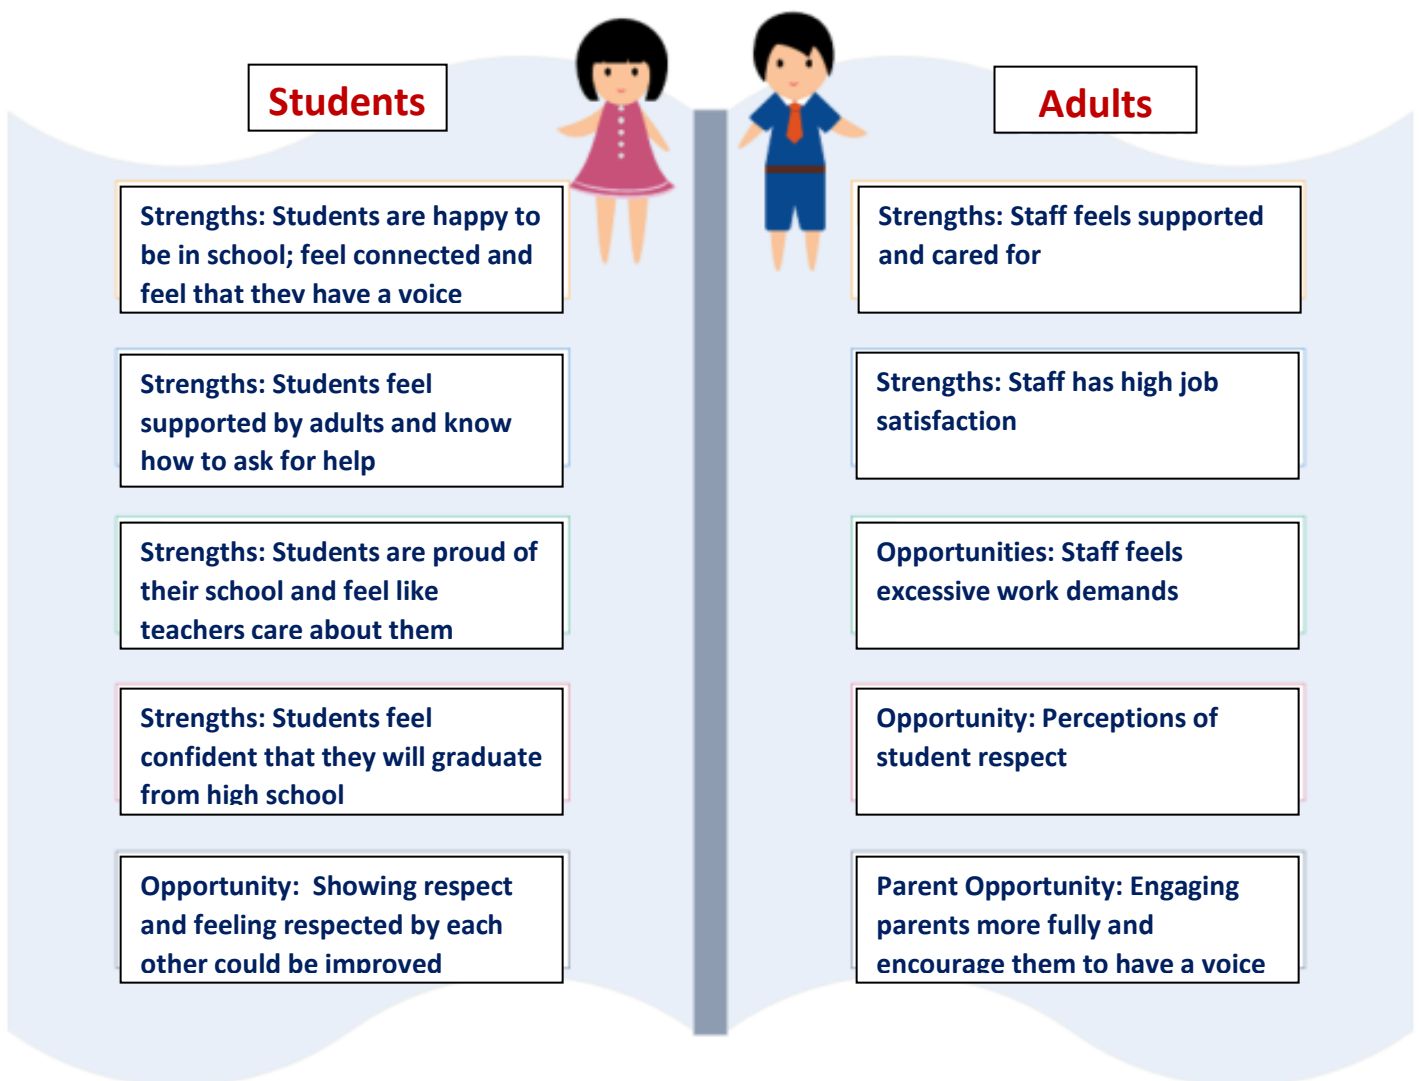 Students
Strengths: Students are happy to
be in school; feel connected and
feel that they have a voice
Strengths: Students feel
supported by adults and know
how to ask for help
Strengths: Students are proud of
their school and feel like
teachers care about them
Strengths: Students feel
confident that they will graduate
from high school
Opportunity:  Showing respect
and feeling respected by each
other could be improved
Adults
Strengths: Staff feels supported
and cared for
Strengths: Staff has high job
satisfaction
Opportunities: Staff feels
excessive work demands
Opportunity: Perceptions of
student respect
Parent Opportunity: Engaging
parents more fully and
encourage them to have a voice